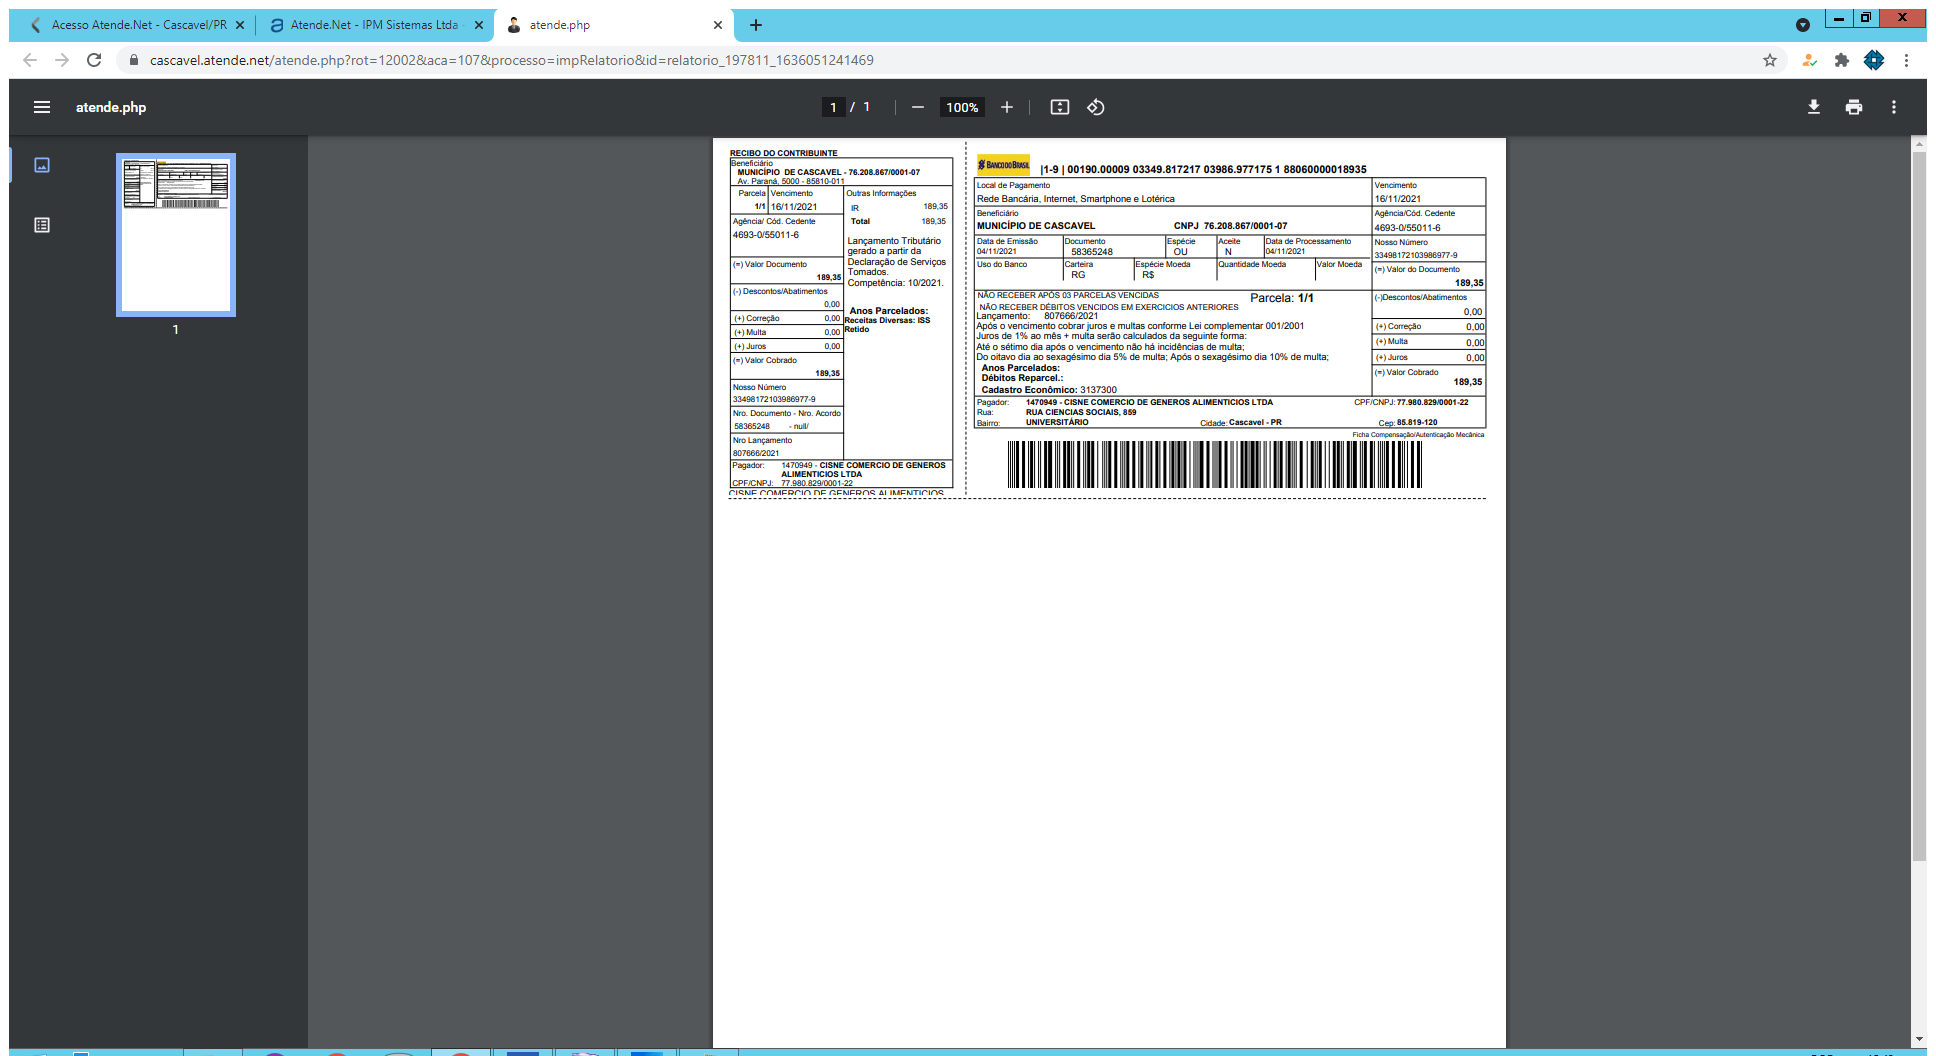 Acesso Atende.Net - Cascavel/PR
Atende.Net - IPM Sistemas Ltda
atende.php
cascavel.atende.net/atende.php?rot=12002&aca=107&processo=impRelatorio&id=relatorio_197811_1636051241469
atende.php
1 / 1
100%
1
RECIBO DO CONTRIBUINTE
Beneficiário
MUNICÍPIO DE CASCAVEL - 76.208.867/0001-07
Av. Paraná, 5000 - 85810-011
Parcela Vencimento Outras Informações
1/1 16/11/2021 IR 189,35
Total 189,35
Agência/ Cód. Cedente
4693-0/55011-6
Lançamento Tributário
gerado a partir da
Declaração de Serviços
Tomados.
Competência: 10/2021.
(=) Valor Documento
189,35
(-) Descontos/Abatimentos
0,00
Anos Parcelados:
Receitas Diversas: ISS
Retido
(+) Correção 0,00
(+) Multa 0,00
(+) Juros 0,00
(=) Valor Cobrado
189,35
Nosso Número
33498172103986977-9
Nro. Documento - Nro. Acordo
58365248 - null/
Nro Lançamento
807666/2021
Pagador: 1470949 - CISNE COMERCIO DE GENEROS
ALIMENTICIOS LTDA
CPF/CNPJ: 77.980.829/0001-22
CISNE COMERCIO DE GENEROS ALIMENTICIOS
BANCO DO BRASIL |1-9 | 00190.00009 03349.817217 03986.977175 1 88060000018935
Local de Pagamento
Rede Bancária, Internet, Smartphone e Lotérica
Vencimento
16/11/2021
Beneficiário
MUNICÍPIO DE CASCAVEL CNPJ 76.208.867/0001-07
Agência/Cód. Cedente
4693-0/55011-6
Data de Emissão Documento Espécie Aceite Data de Processamento
04/11/2021 58365248 OU N 04/11/2021
Nosso Número
33498172103986977-9
Uso do Banco Carteira Espécie Moeda Quantidade Moeda Valor Moeda
RG R$
(=) Valor do Documento
189,35
NÃO RECEBER APÓS 03 PARCELAS VENCIDAS Parcela: 1/1
NÃO RECEBER DÉBITOS VENCIDOS EM EXERCICIOS ANTERIORES
Lançamento: 807666/2021
Após o vencimento cobrar juros e multas conforme Lei complementar 001/2001
Juros de 1% ao mês + multa serão calculados da seguinte forma:
Até o sétimo dia após o vencimento não há incidências de multa;
Do oitavo dia ao sexagésimo dia 5% de multa; Após o sexagésimo dia 10% de multa;
Anos Parcelados:
Débitos Reparcel.:
Cadastro Econômico: 3137300
(-)Descontos/Abatimentos
0,00
(+) Correção 0,00
(+) Multa 0,00
(+) Juros 0,00
(=) Valor Cobrado
189,35
Pagador: 1470949 - CISNE COMERCIO DE GENEROS ALIMENTICIOS LTDA CPF/CNPJ: 77.980.829/0001-22
Rua: RUA CIENCIAS SOCIAIS, 859
Bairro: UNIVERSITÁRIO Cidade: Cascavel - PR Cep: 85.819-120
Ficha Compensação/Autenticação Mecânica